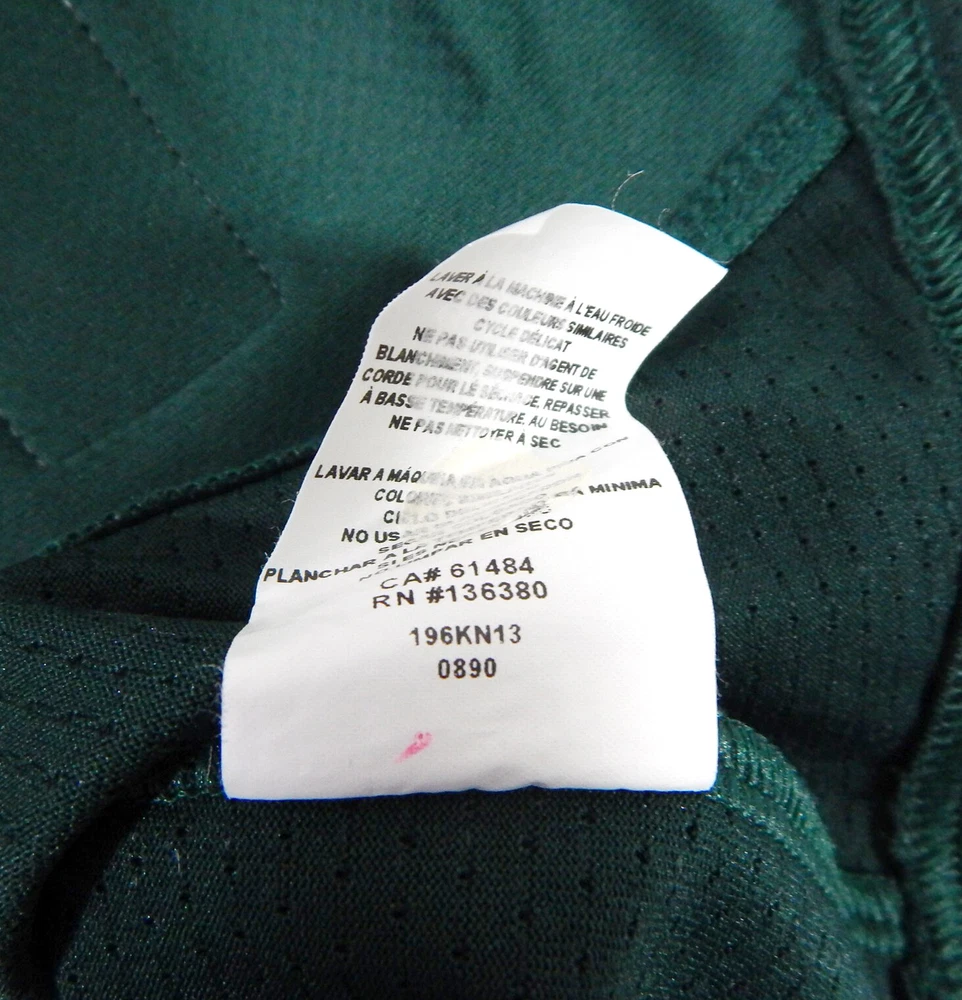 LAVER À LA MACHINE À L'EAU FROIDE
AVEC DES COULEURS SIMILAIRES
CYCLE DÉLICAT
NE PAS UTILISER D'AGENT DE
BLANCHIMENT, SUSPENDRE SUR UNE
CORDE POUR LE SÉCHAGE, REPASSER
À BASSE TEMPÉRATURE, AU BESOIN
NE PAS NETTOYER À SEC
LAVAR A CON
MINIMA
NO
EN SECO
PLANCHAR A
CA# 61484
RN #136380
196KN13
0890